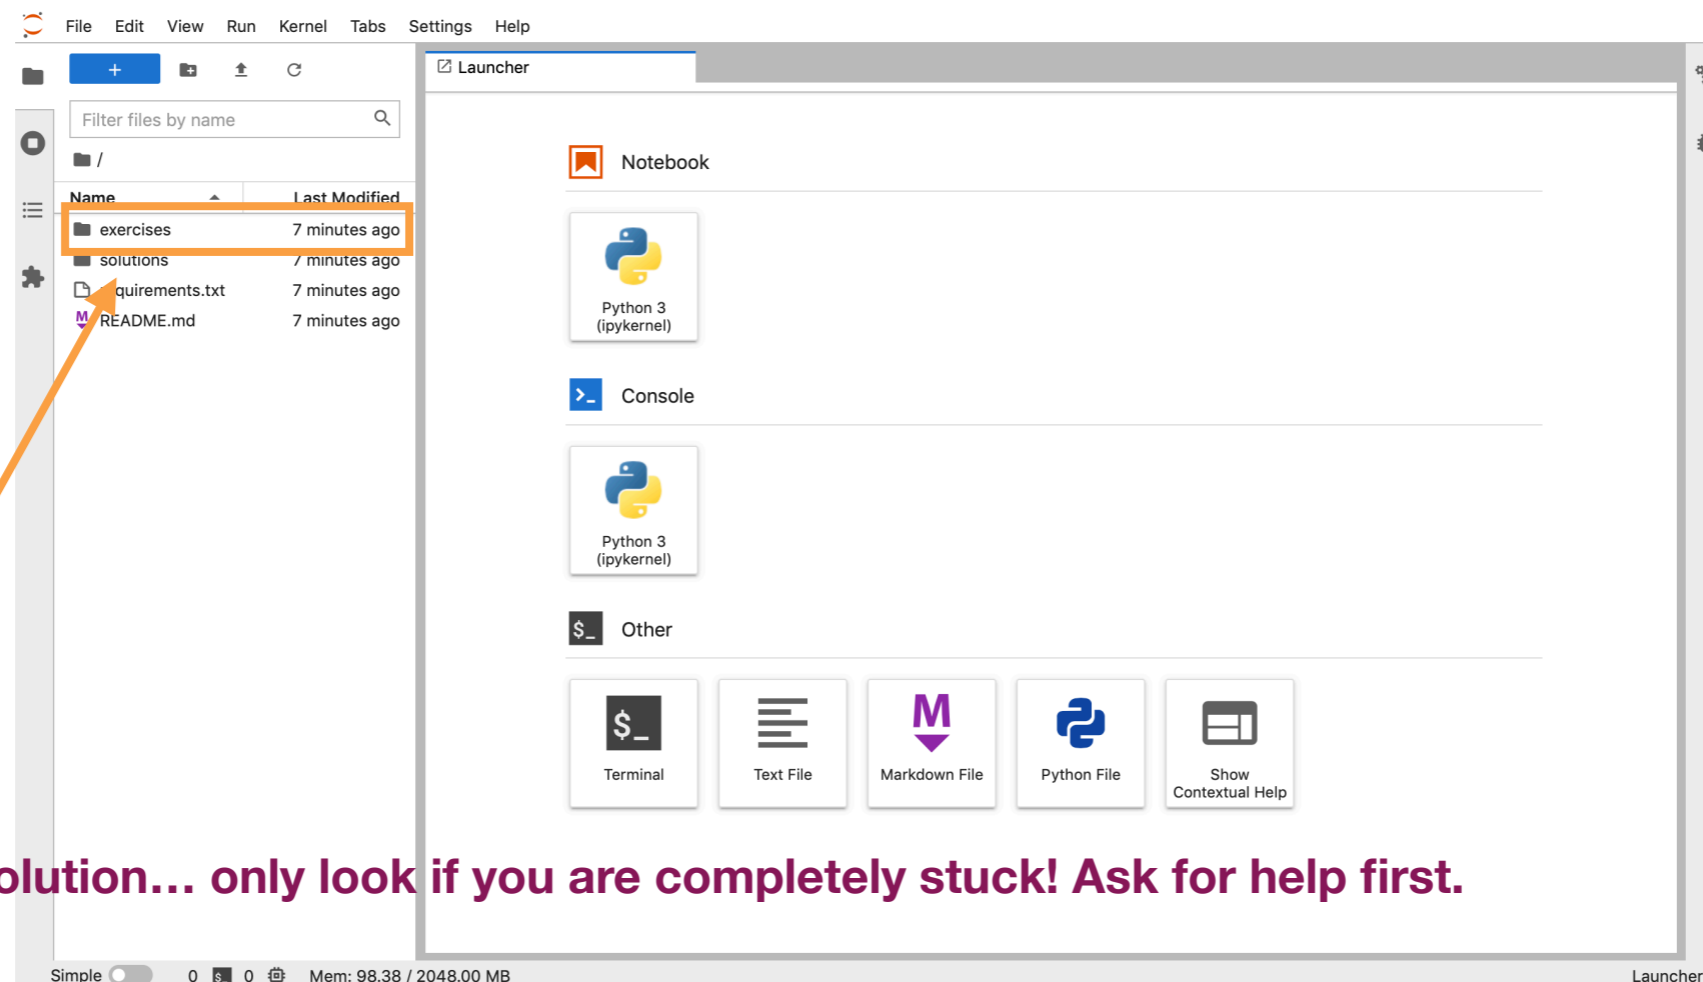 File Edit View Run Kernel Tabs Settings Help
+
Launcher
Filter files by name
/
Name Last Modified
exercises 7 minutes ago
solutions 7 minutes ago
quirements.txt 7 minutes ago
README.md 7 minutes ago
Notebook
Python 3
(ipykernel)
Console
Python 3
(ipykernel)
$_ Other
$_
Terminal
Text File
M
Markdown File
Python File
Show
Contextual Help
olution... only look if you are completely stuck! Ask for help first.
Simple 0 $_ 0 Mem: 98.38 / 2048.00 MB
Launcher